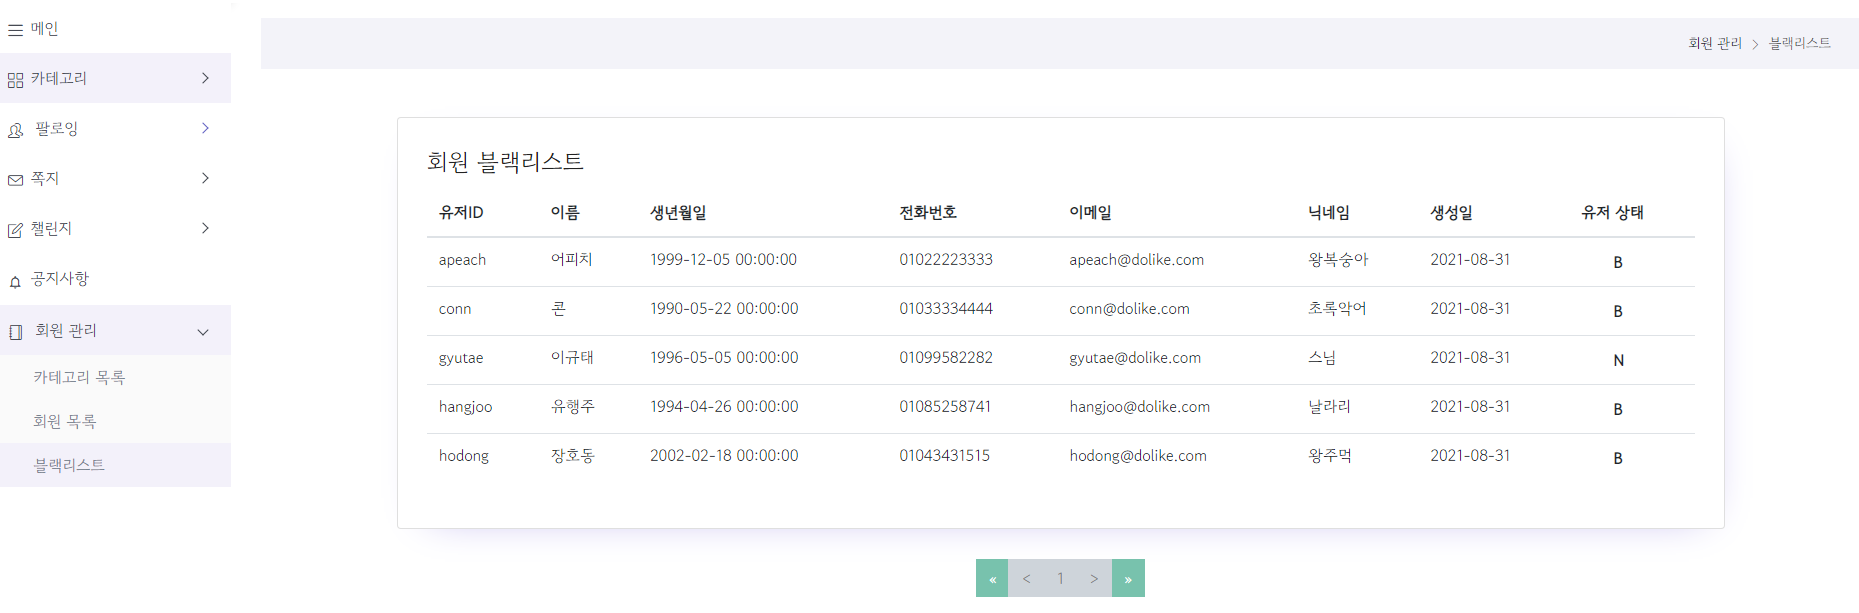 메인
카테고리
팔로잉
쪽지
챌린지
공지사항
회원 관리
카테고리 목록
회원 목록
블랙리스트
회원 관리 > 블랙리스트
회원 블랙리스트
유저ID 이름 생년월일 전화번호 이메일 닉네임 생성일 유저 상태
apeach 어피치 1999-12-05 00:00:00 01022223333 apeach@dolike.com 왕복숭아 2021-08-31 B
conn 콘 1990-05-22 00:00:00 01033334444 conn@dolike.com 초록악어 2021-08-31 B
gyutae 이규태 1996-05-05 00:00:00 01099582282 gyutae@dolike.com 스님 2021-08-31 N
hangjoo 유행주 1994-04-26 00:00:00 01085258741 hangjoo@dolike.com 날라리 2021-08-31 B
hodong 장호동 2002-02-18 00:00:00 01043431515 hodong@dolike.com 왕주먹 2021-08-31 B
« < 1 > »